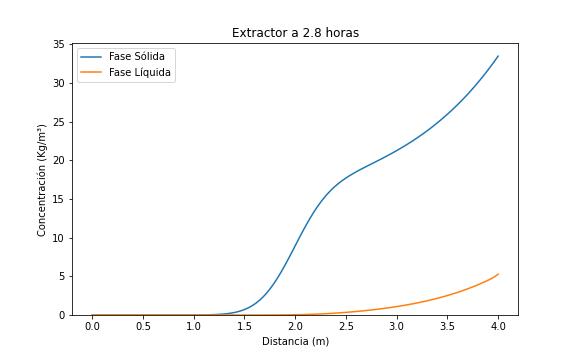 Extractor a 2.8 horas
Fase Sólida
Fase Líquida
Concentración (Kg/m³)
35
30
25
20
15
10
5
0
0.0 0.5 1.0 1.5 2.0 2.5 3.0 3.5 4.0
Distancia (m)